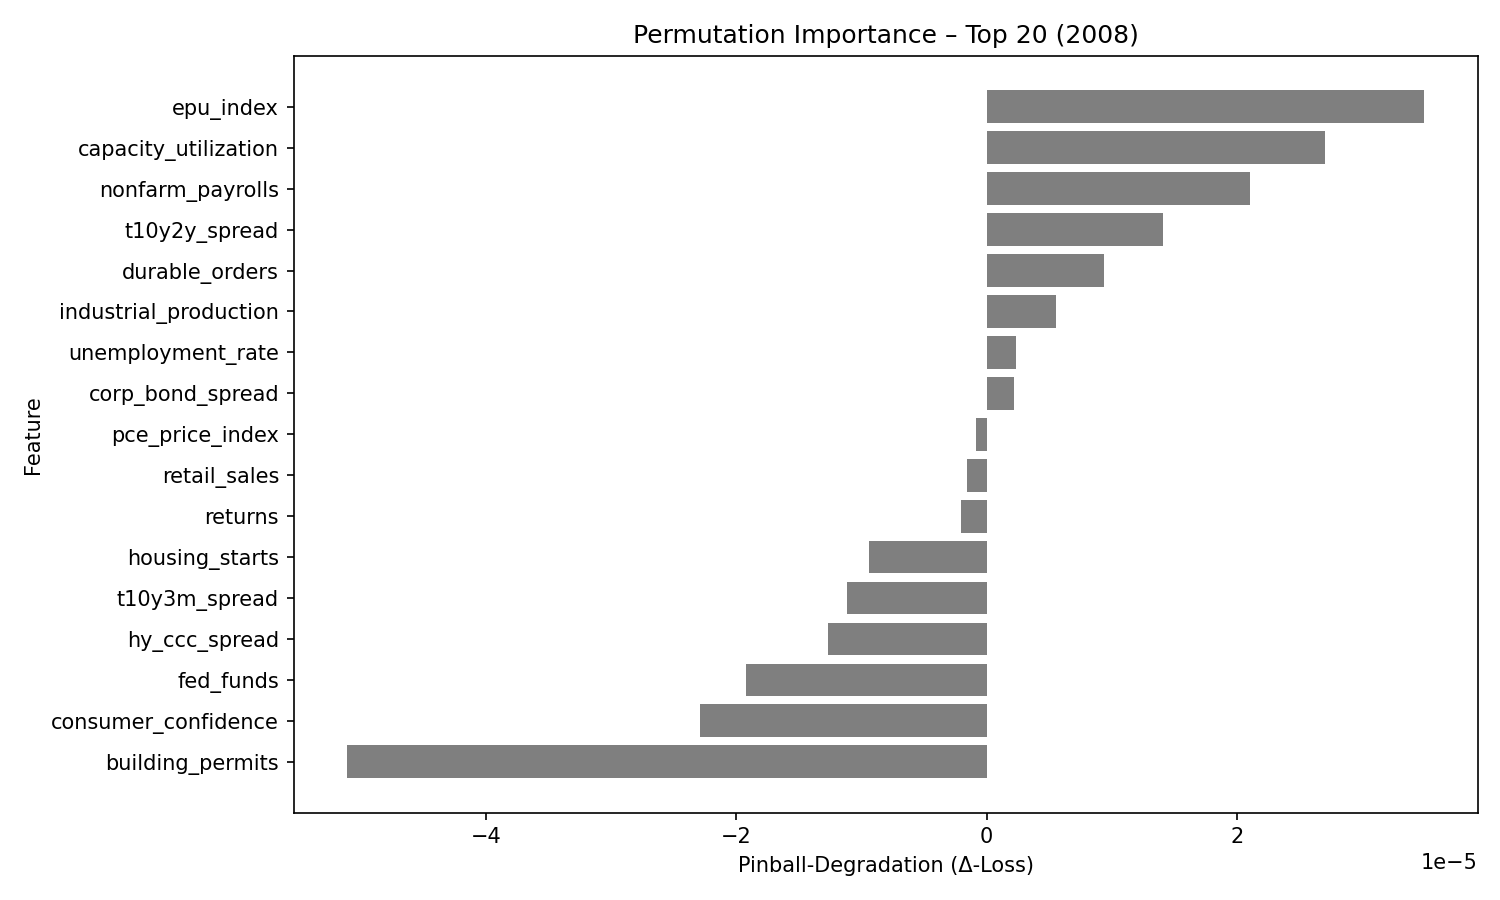 Permutation Importance – Top 20 (2008)
epu_index
capacity_utilization
nonfarm_payrolls
t10y2y_spread
durable_orders
industrial_production
unemployment_rate
corp_bond_spread
pce_price_index
retail_sales
returns
housing_starts
t10y3m_spread
hy_ccc_spread
fed_funds
consumer_confidence
building_permits
Feature
−4 −2 0 2
1e−5
Pinball-Degradation (Δ-Loss)